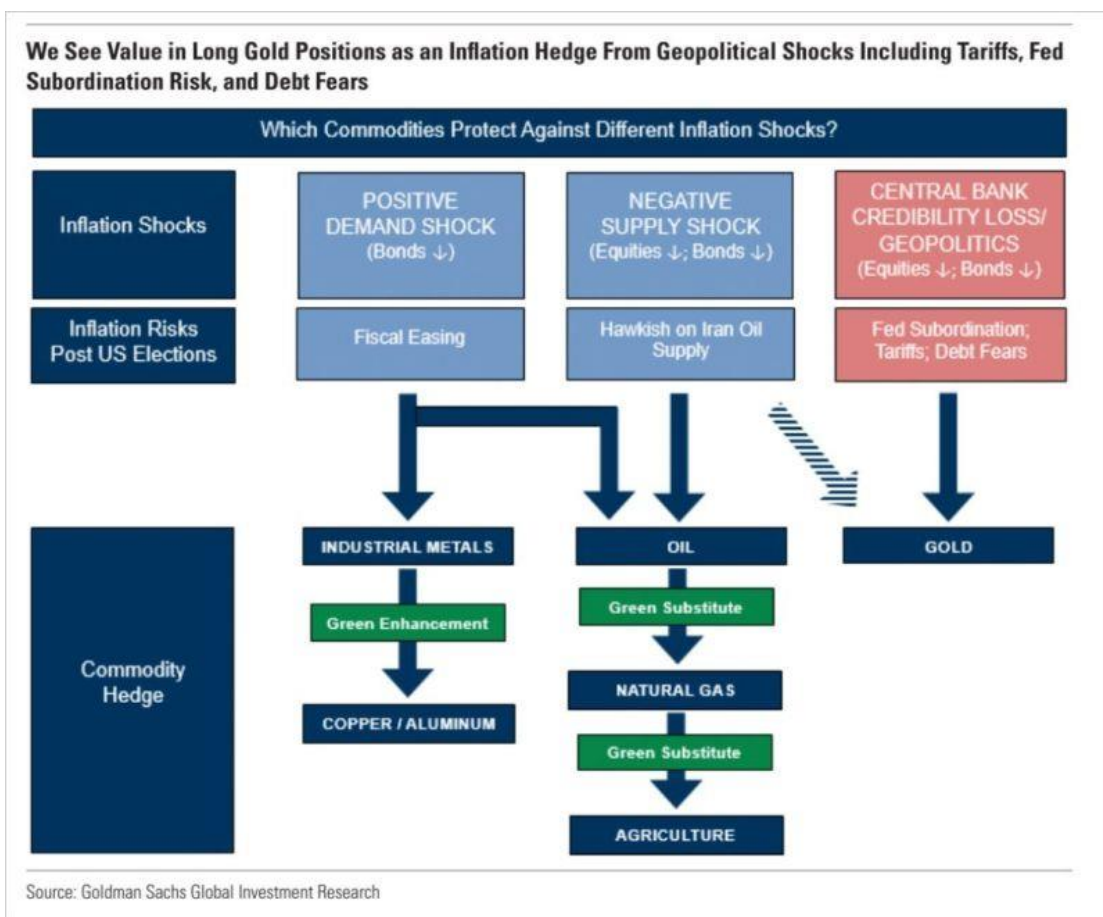 We See Value in Long Gold Positions as an Inflation Hedge From Geopolitical Shocks Including Tariffs, Fed
Subordination Risk, and Debt Fears
Which Commodities Protect Against Different Inflation Shocks?
Inflation Shocks
POSITIVE
DEMAND SHOCK
(Bonds ↓)
NEGATIVE
SUPPLY SHOCK
(Equities ↓; Bonds ↓)
CENTRAL BANK
CREDIBILITY LOSS/
GEOPOLITICS
(Equities ↓; Bonds ↓)
Inflation Risks
Post US Elections
Fiscal Easing
Hawkish on Iran Oil
Supply
Fed Subordination;
Tariffs; Debt Fears
Commodity
Hedge
INDUSTRIAL METALS
OIL
GOLD
Green Enhancement
Green Substitute
COPPER / ALUMINUM
NATURAL GAS
Green Substitute
AGRICULTURE
Source: Goldman Sachs Global Investment Research